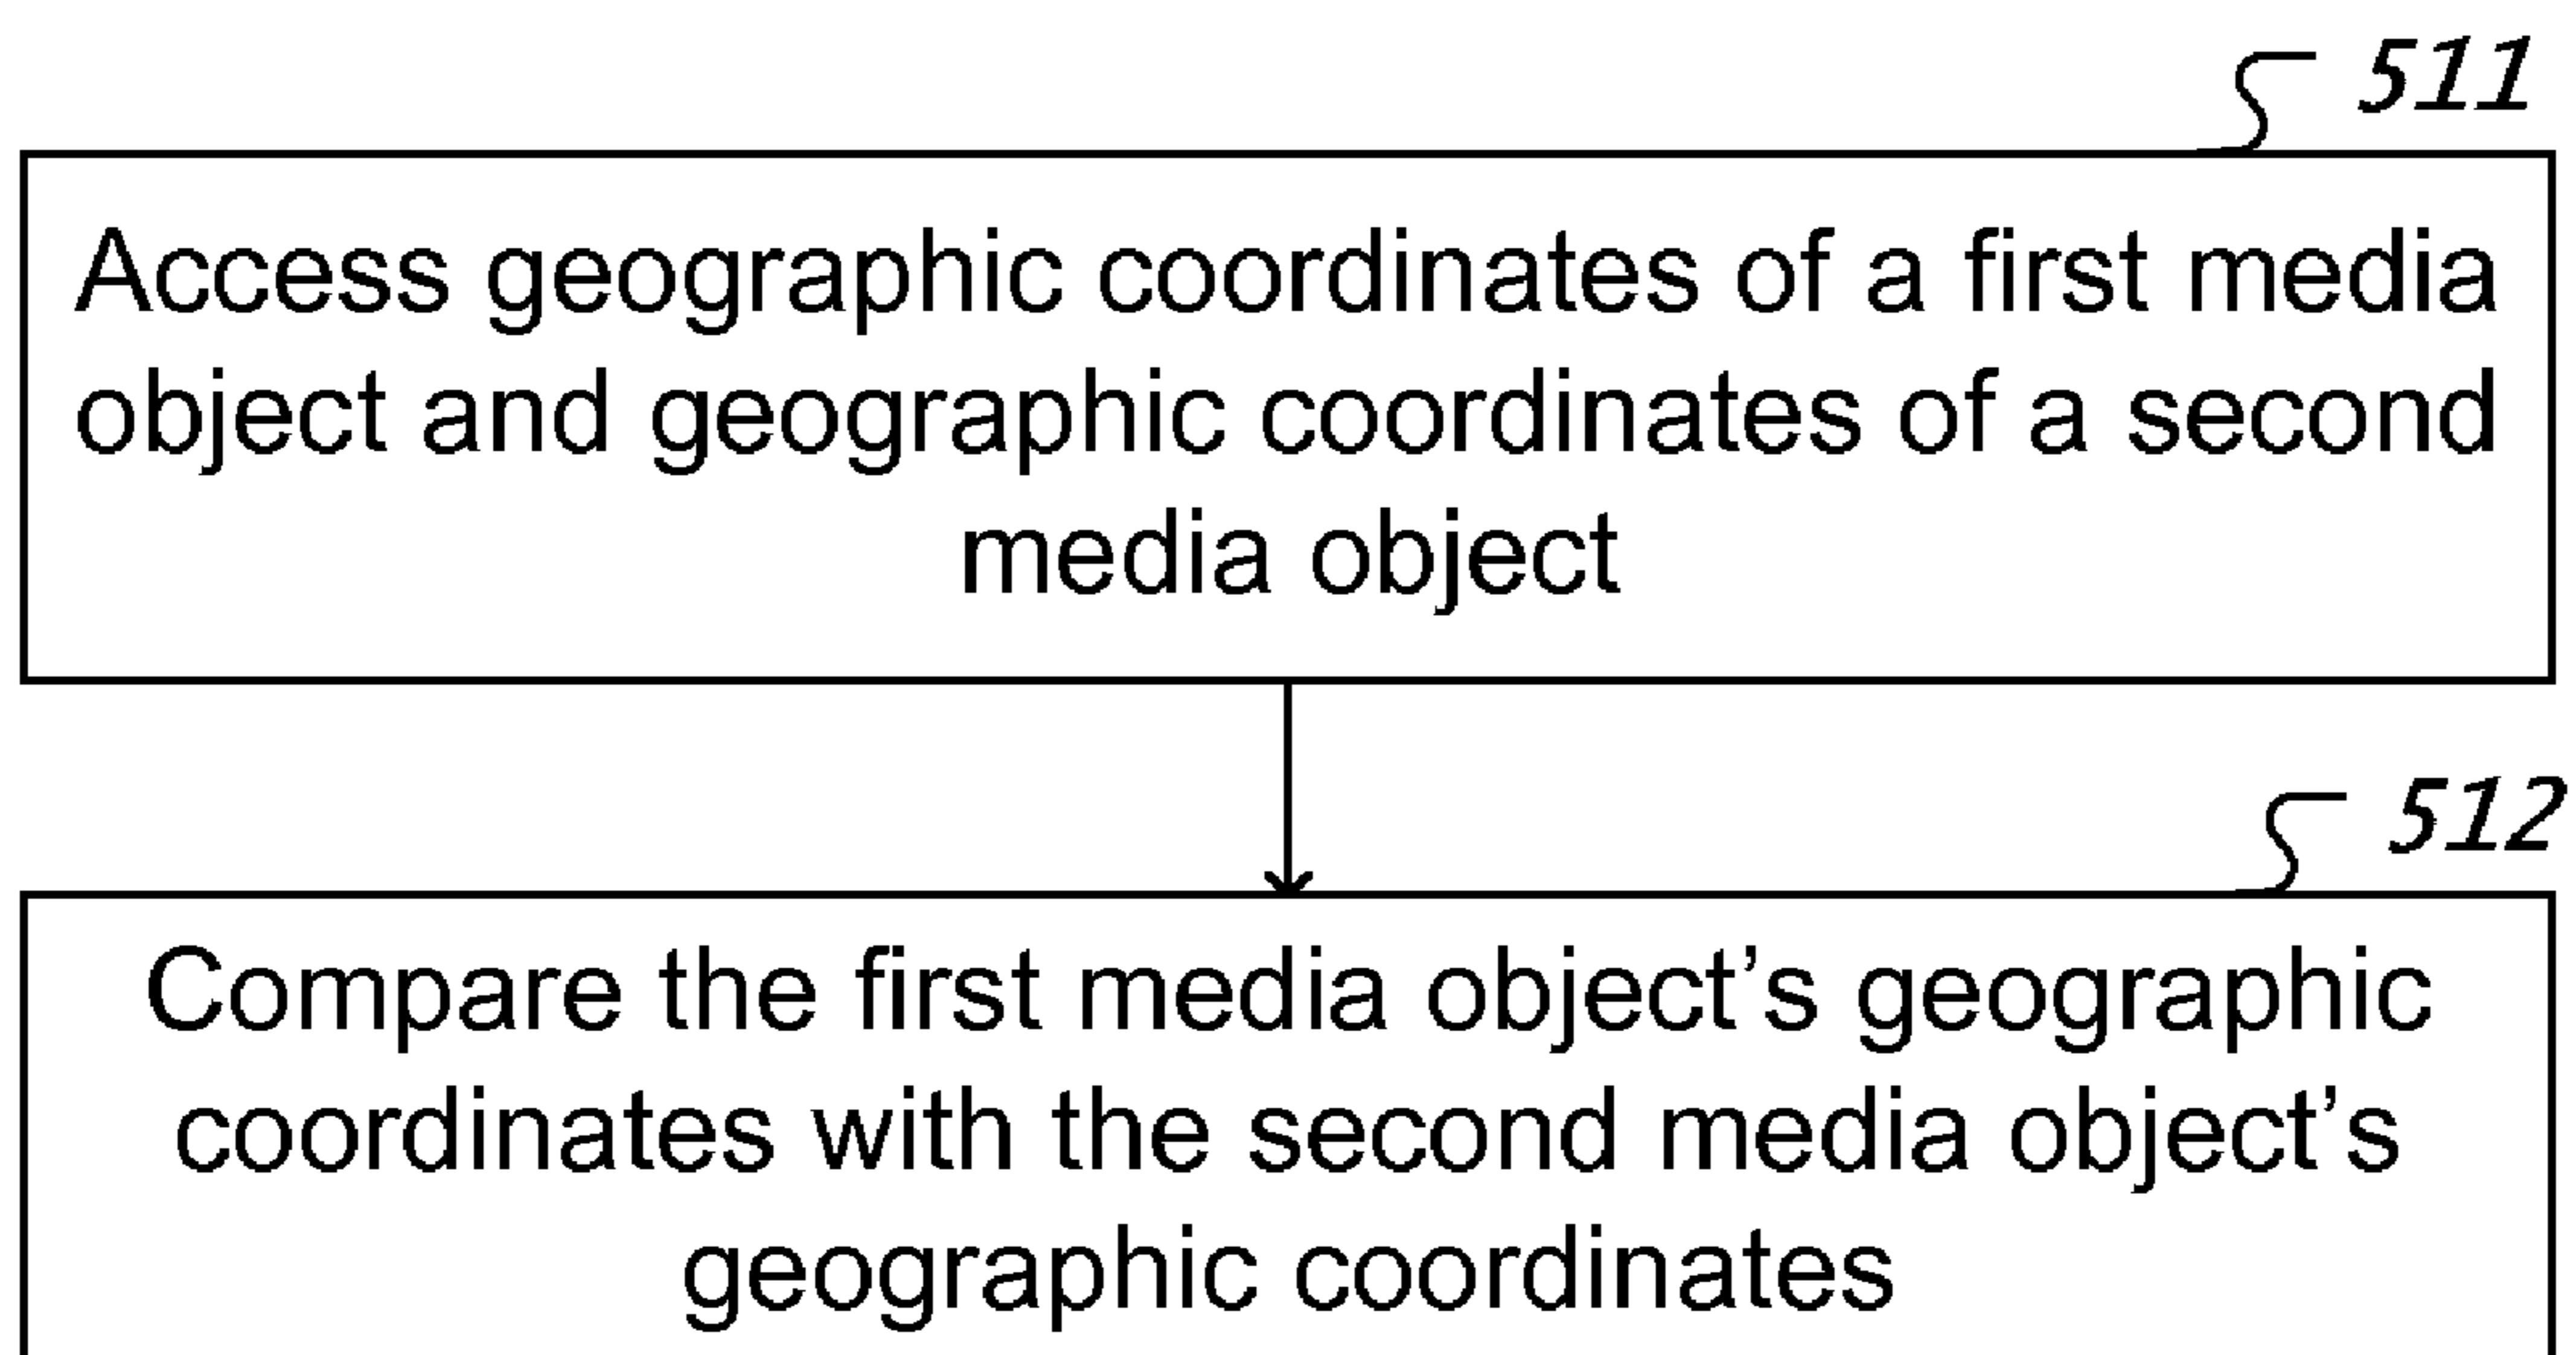 511
Access geographic coordinates of a first media
object and geographic coordinates of a second
media object
512
Compare the first media object’s geographic
coordinates with the second media object’s
geographic coordinates